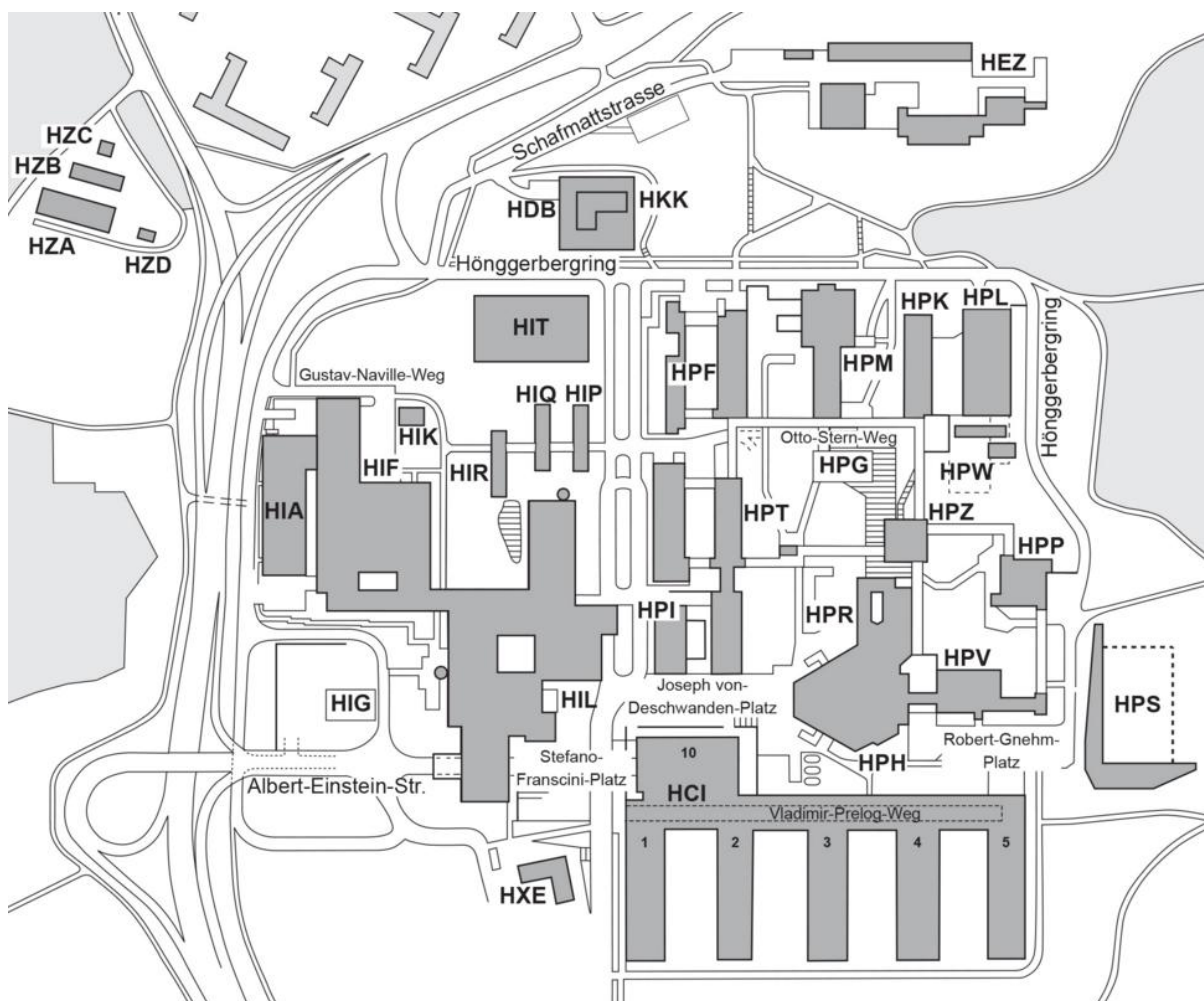 HEZ
Schafmattstrasse
HZC
HZB
HZA
HZD
HDB
HKK
Hönggerbergring
HIT
HPF
HPM
HPK
HPL
Hönggerbergring
Gustav-Naville-Weg
HIK
HIQ
HIP
HIF
HIR
HIA
Otto-Stern-Weg
HPG
HPW
HPT
HPZ
HPP
HPI
HPR
HPV
HIG
HIL
Joseph von-
Deschwanden-Platz
HPS
Robert-Gnehm-
Platz
HPH
Stefano-
Franscini-Platz
Albert-Einstein-Str.
10
HCI
Vladimir-Prelog-Weg
1
2
3
4
5
HXE